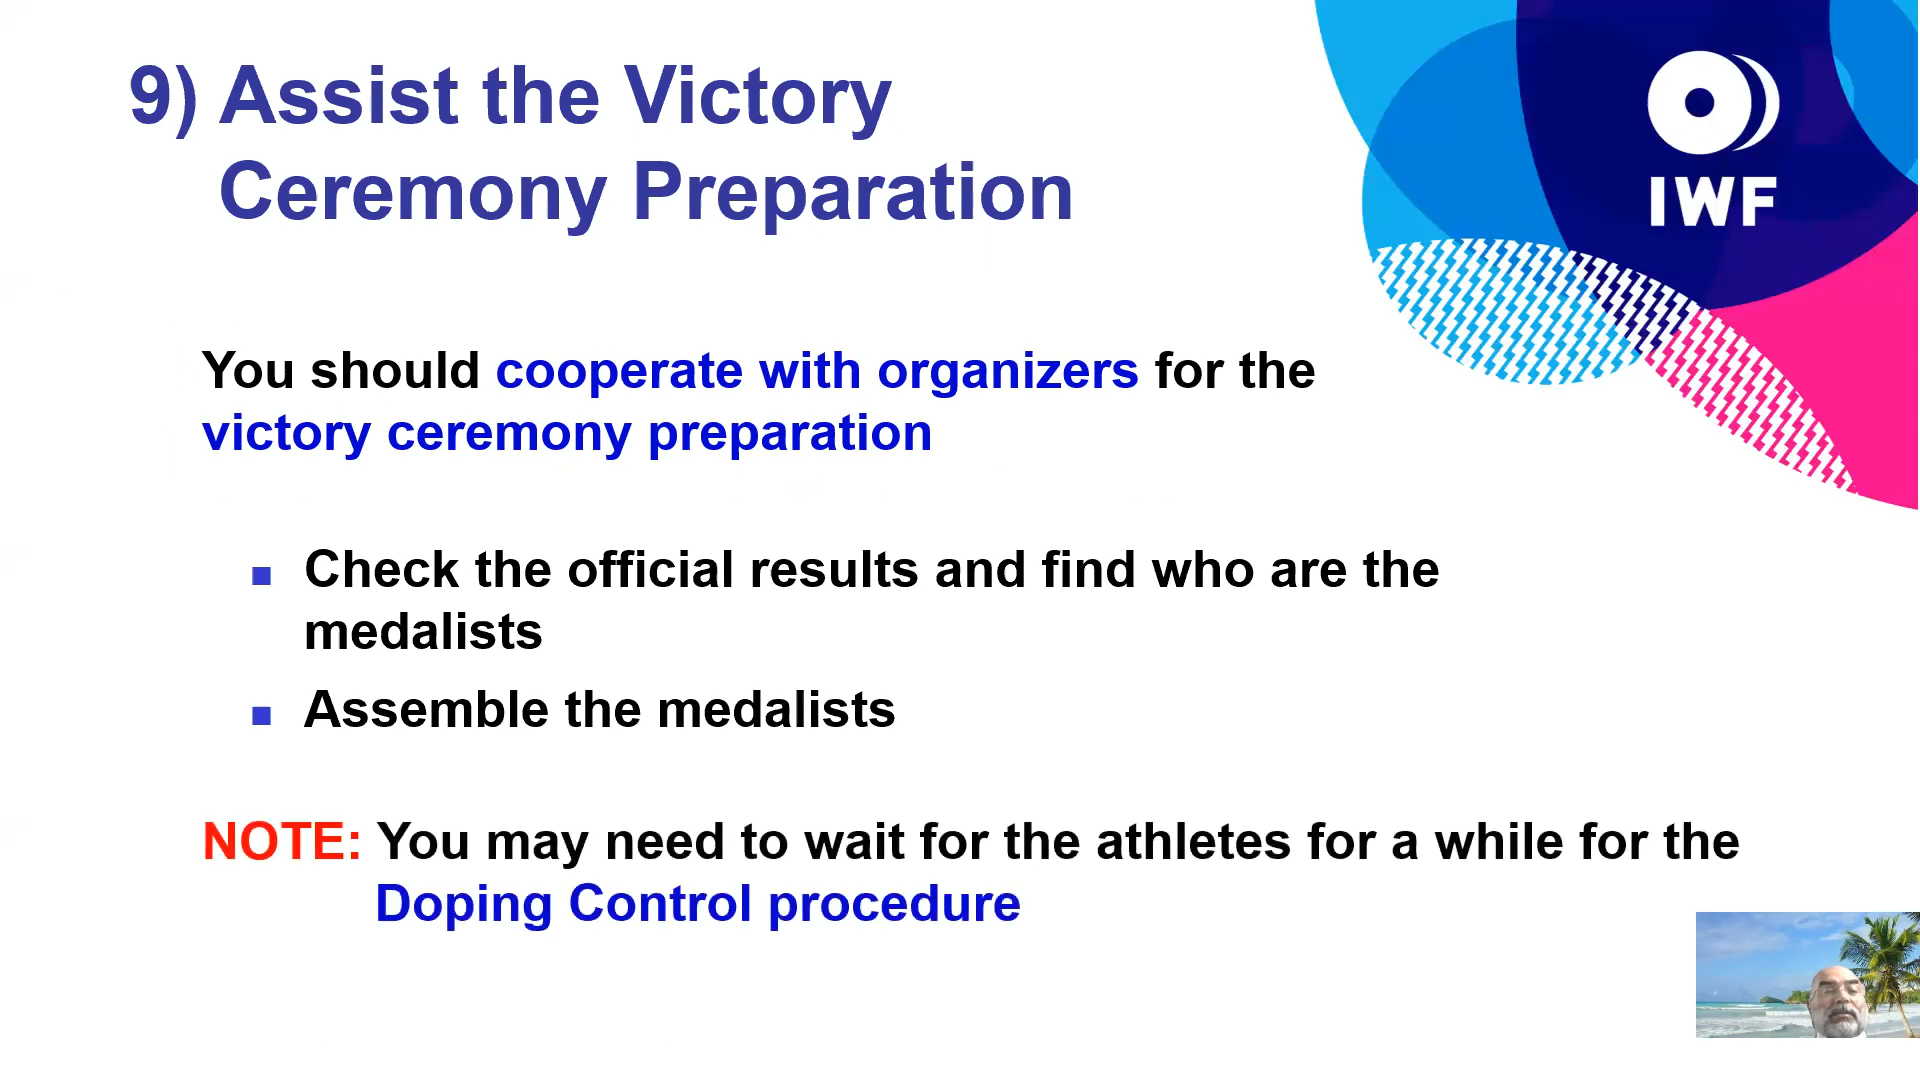 9) Assist the Victory
Ceremony Preparation
IWF
You should cooperate with organizers for the
victory ceremony preparation
Check the official results and find who are the
medalists
Assemble the medalists
NOTE: You may need to wait for the athletes for a while for the
Doping Control procedure